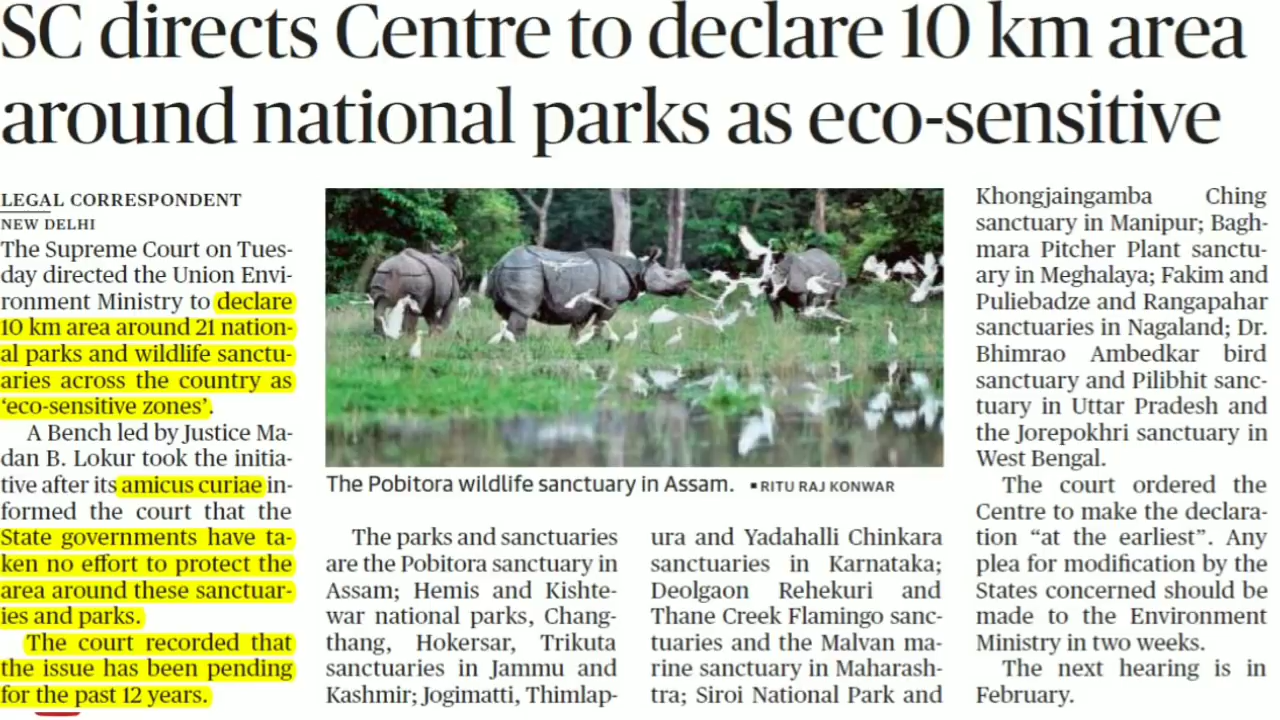 SC directs Centre to declare 10 km area
around national parks as eco-sensitive
LEGAL CORRESPONDENT
NEW DELHI
The Supreme Court on Tues-
day directed the Union Envi-
ronment Ministry to declare
10 km area around 21 nation-
al parks and wildlife sanctu-
aries across the country as
‘eco-sensitive zones’.
A Bench led by Justice Ma-
dan B. Lokur took the initia-
tive after its amicus curiae in-
formed the court that the
State governments have ta-
ken no effort to protect the
area around these sanctuar-
ies and parks.
The court recorded that
the issue has been pending
for the past 12 years.
The Pobitora wildlife sanctuary in Assam. ▪ RITU RAJ KONWAR
The parks and sanctuaries
are the Pobitora sanctuary in
Assam; Hemis and Kishte-
war national parks, Chang-
thang, Hokersar, Trikuta
sanctuaries in Jammu and
Kashmir; Jogimatti, Thimlap-
ura and Yadahalli Chinkara
sanctuaries in Karnataka;
Deolgaon Rehekuri and
Thane Creek Flamingo sanc-
tuaries and the Malvan ma-
rine sanctuary in Maharash-
tra; Siroi National Park and
Khongjaingamba Ching
sanctuary in Manipur; Bagh-
mara Pitcher Plant sanctu-
ary in Meghalaya; Fakim and
Puliebadze and Rangapahar
sanctuaries in Nagaland; Dr.
Bhimrao Ambedkar bird
sanctuary and Pilibhit sanc-
tuary in Uttar Pradesh and
the Jorepokhri sanctuary in
West Bengal.
The court ordered the
Centre to make the declara-
tion “at the earliest”. Any
plea for modification by the
States concerned should be
made to the Environment
Ministry in two weeks.
The next hearing is in
February.